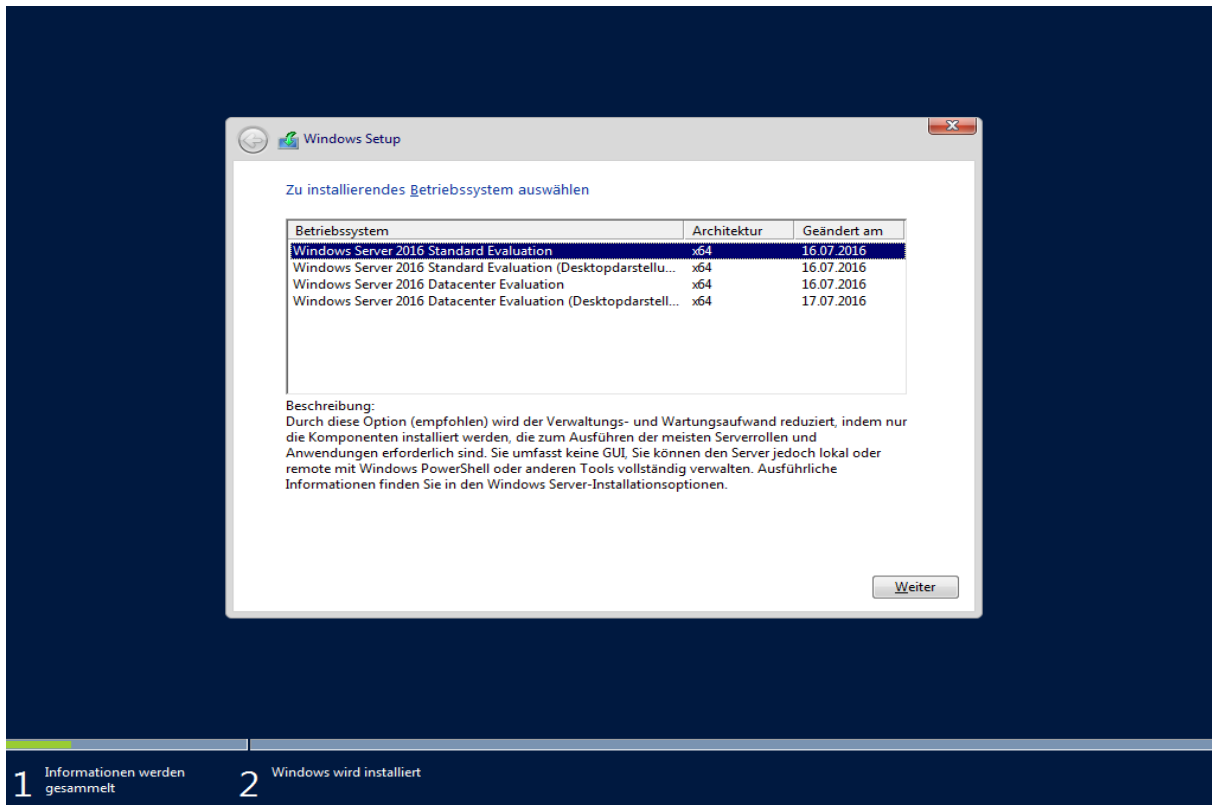 Windows Setup
Zu installierendes Betriebssystem auswählen
Betriebssystem Architektur Geändert am
Windows Server 2016 Standard Evaluation x64 16.07.2016
Windows Server 2016 Standard Evaluation (Desktopdarstellu... x64 16.07.2016
Windows Server 2016 Datacenter Evaluation x64 16.07.2016
Windows Server 2016 Datacenter Evaluation (Desktopdarstell... x64 17.07.2016
Beschreibung:
Durch diese Option (empfohlen) wird der Verwaltungs- und Wartungsaufwand reduziert, indem nur
die Komponenten installiert werden, die zum Ausführen der meisten Serverrollen und
Anwendungen erforderlich sind. Sie umfasst keine GUI, Sie können den Server jedoch lokal oder
remote mit Windows PowerShell oder anderen Tools vollständig verwalten. Ausführliche
Informationen finden Sie in den Windows Server-Installationsoptionen.
Weiter
1 Informationen werden
gesammelt
2 Windows wird installiert